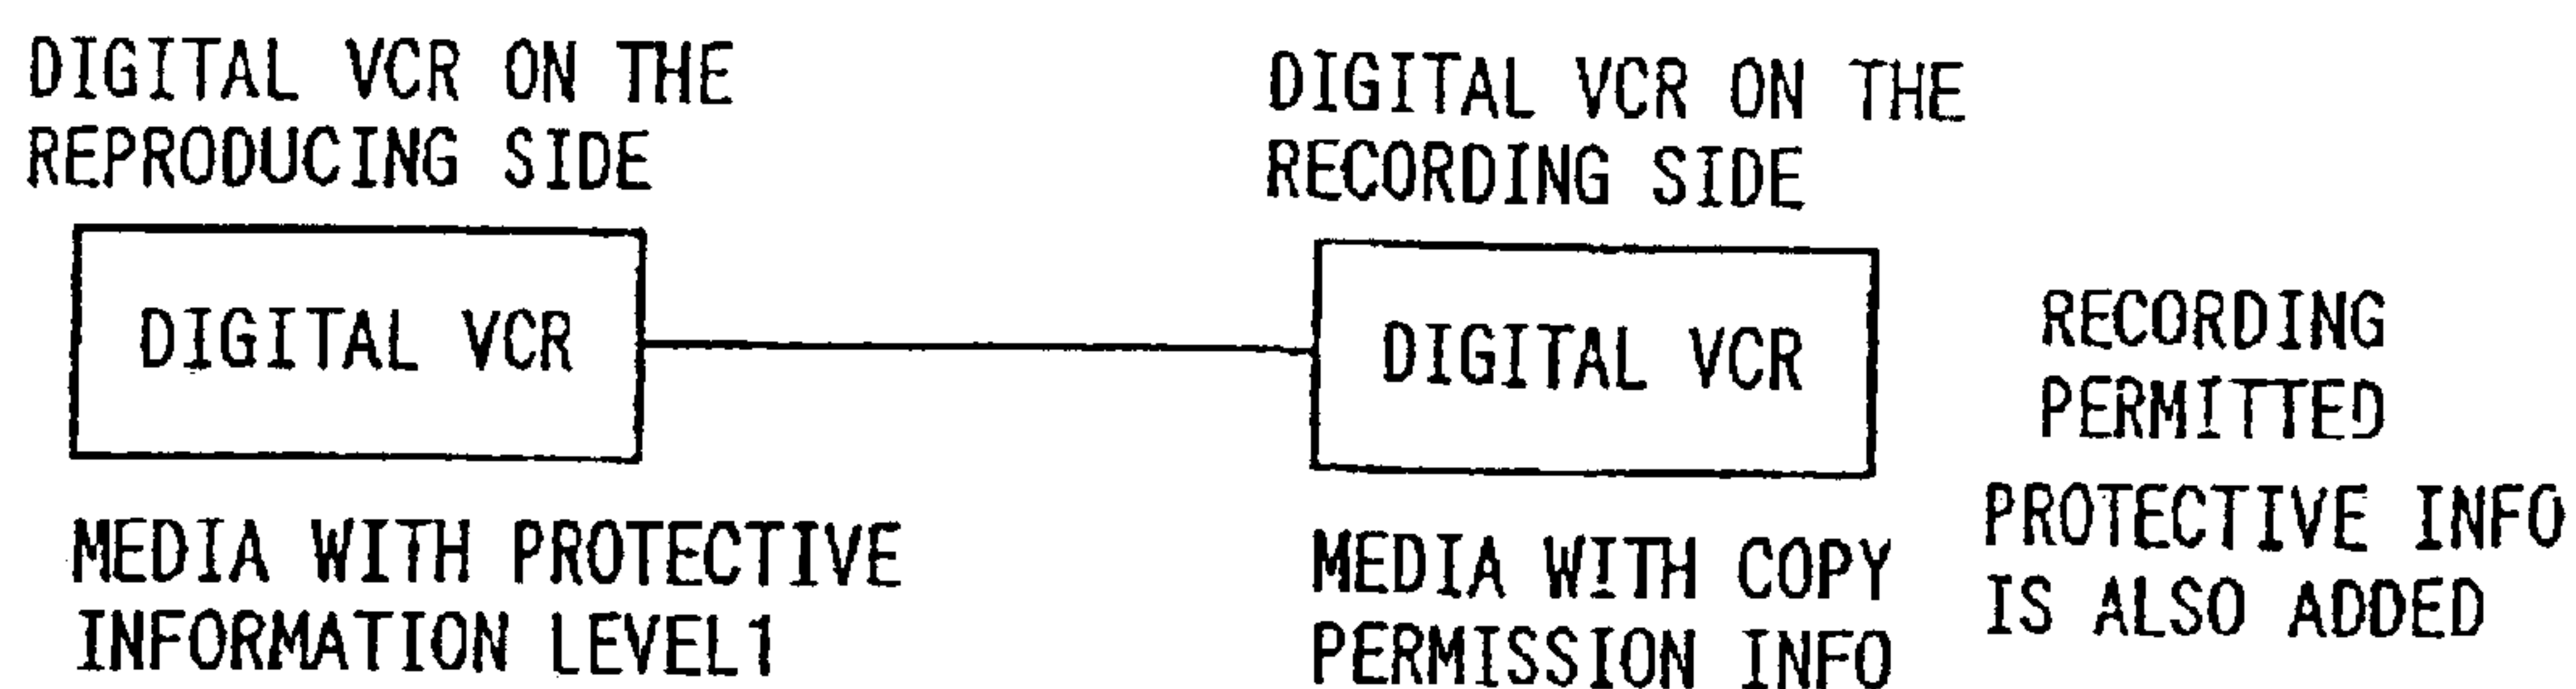 DIGITAL VCR ON THE
REPRODUCING SIDE
DIGITAL VCR
MEDIA WITH PROTECTIVE
INFORMATION LEVEL1
DIGITAL VCR ON THE
RECORDING SIDE
DIGITAL VCR
MEDIA WITH COPY
PERMISSION INFO
RECORDING
PERMITTED
PROTECTIVE INFO
IS ALSO ADDED